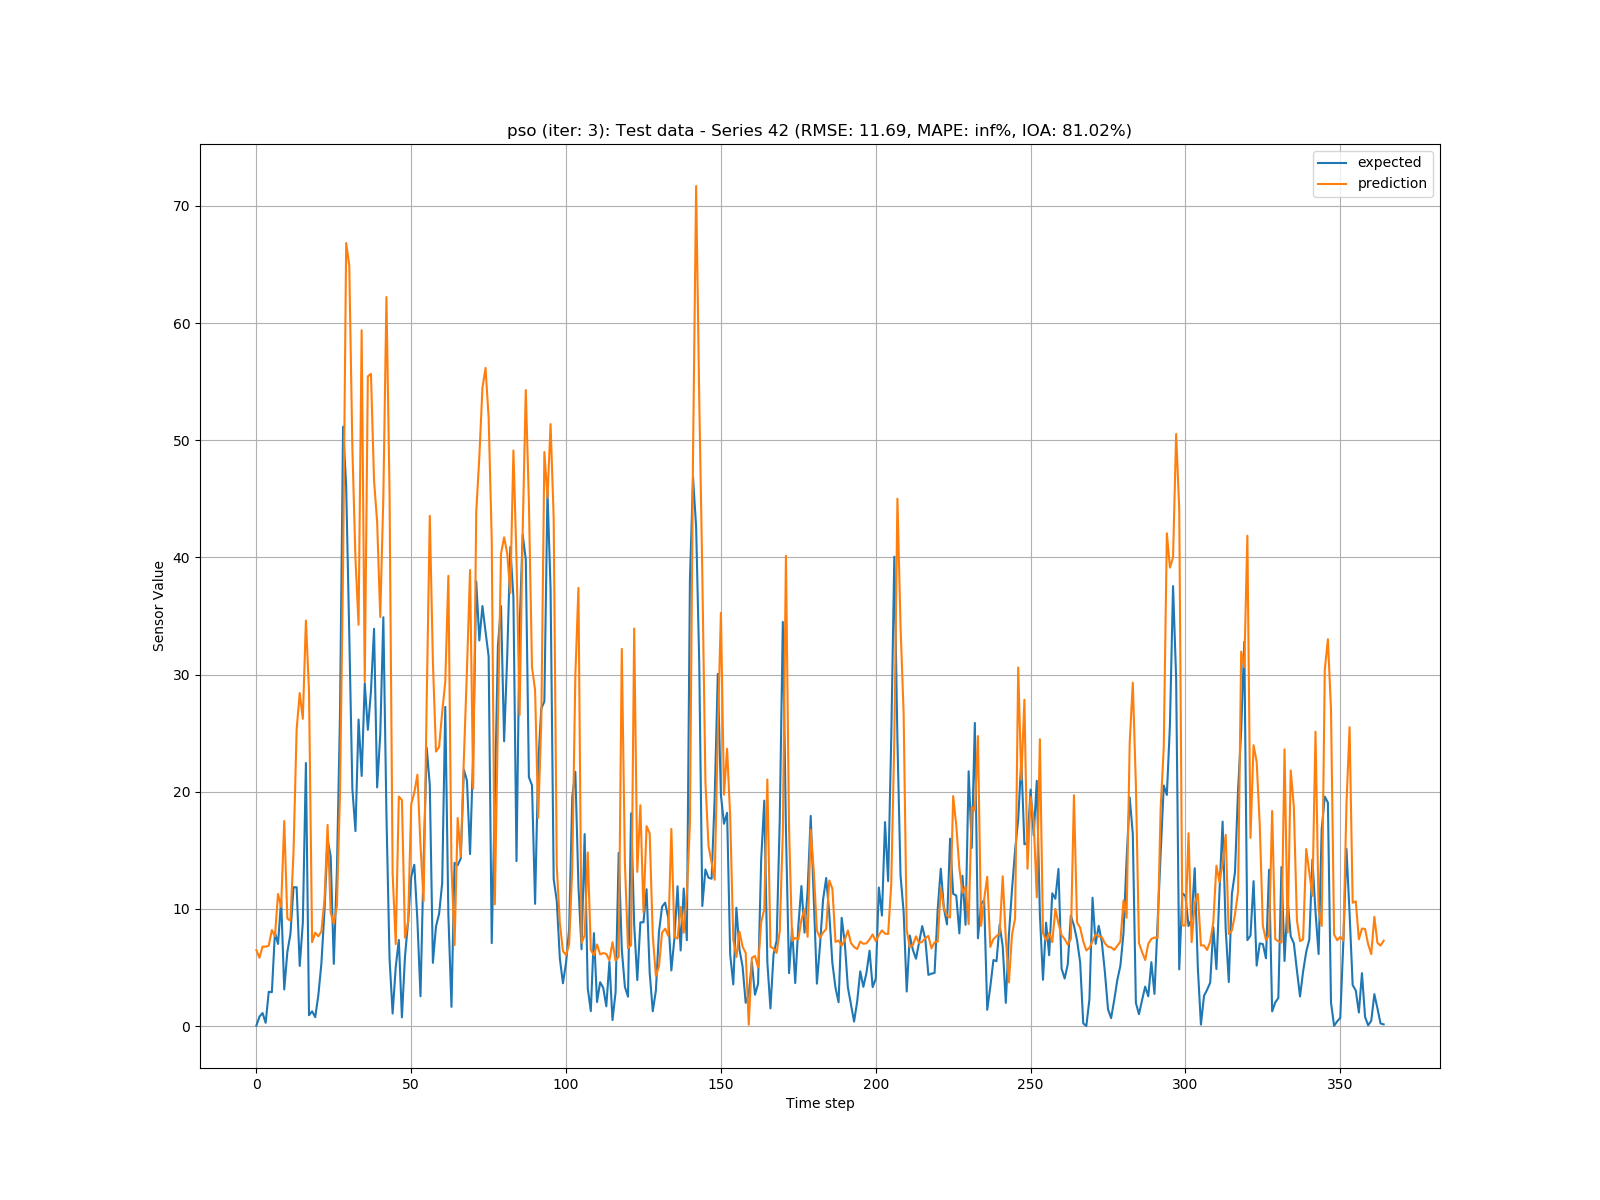 pso (iter: 3): Test data - Series 42 (RMSE: 11.69, MAPE: inf%, IOA: 81.02%)
expected
prediction
70
60
50
40
30
20
10
0
Sensor Value
0 50 100 150 200 250 300 350
Time step